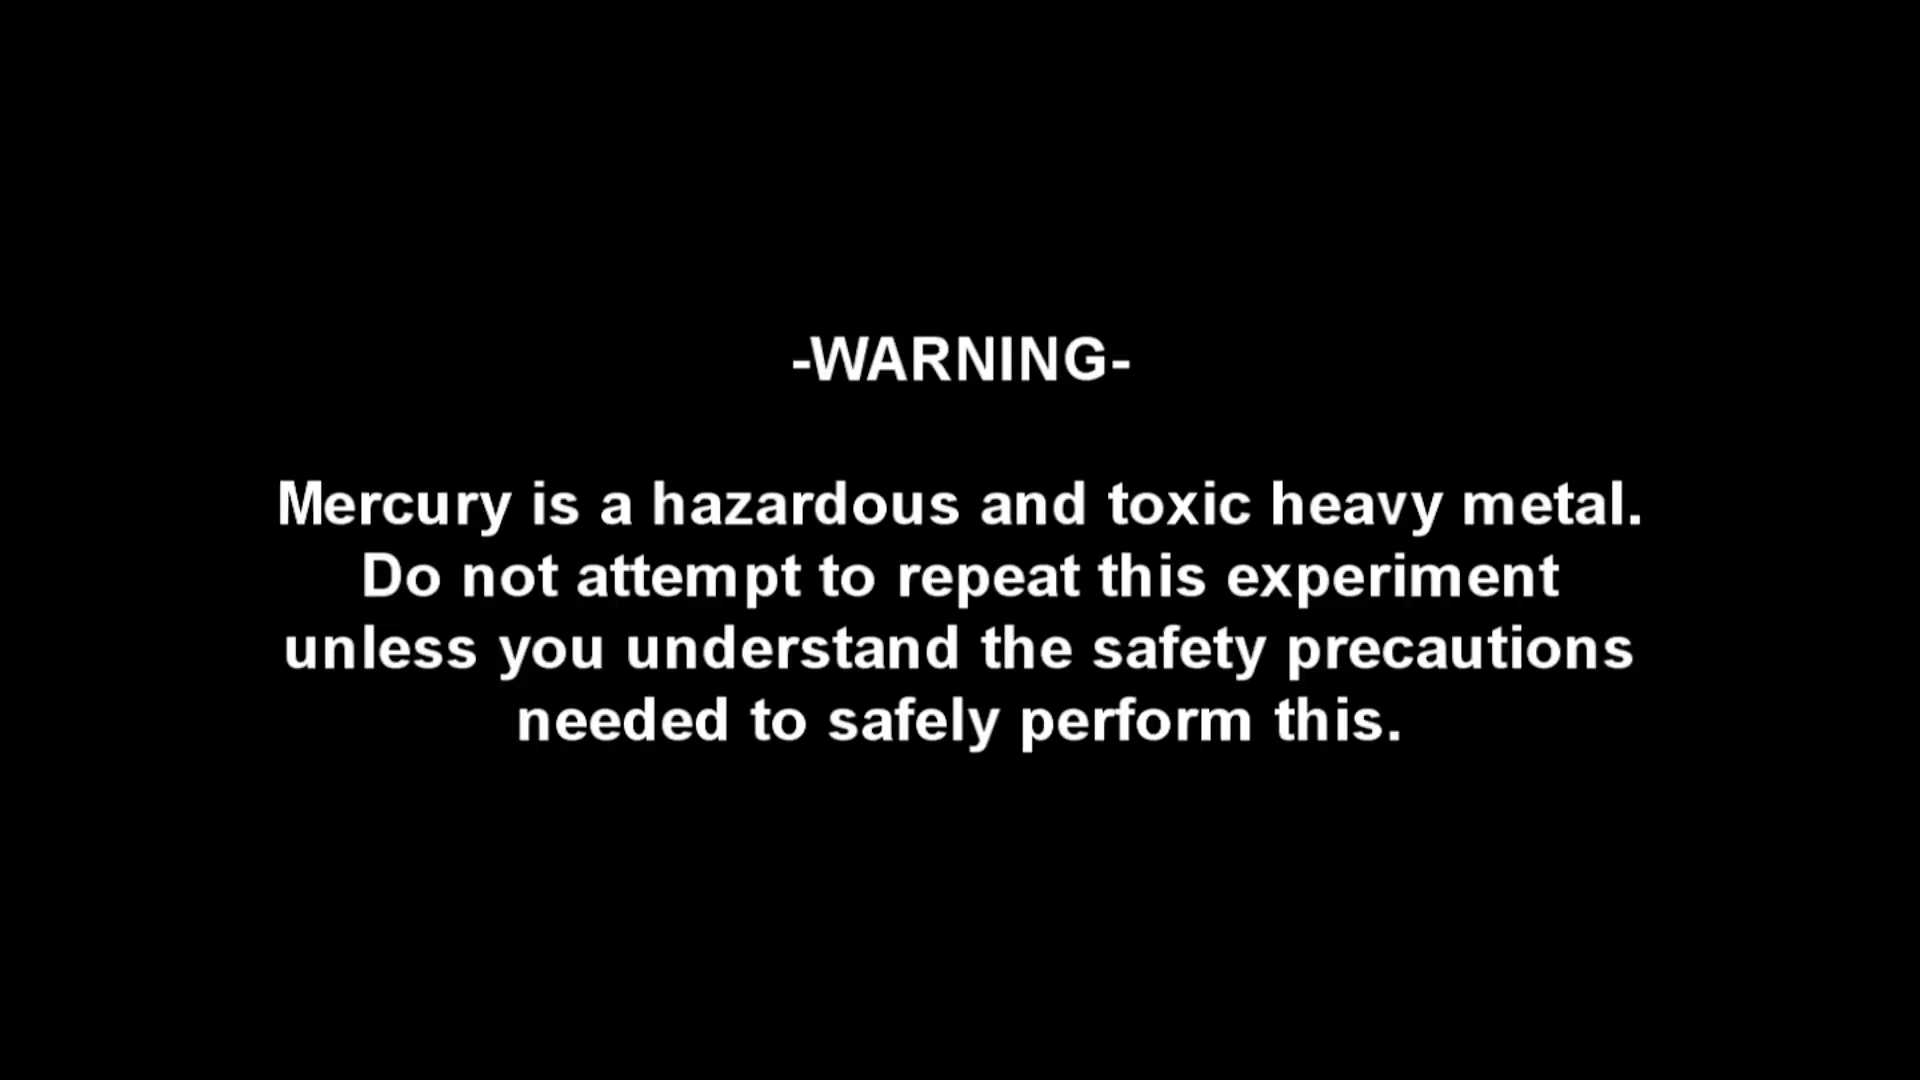 -WARNING-
Mercury is a hazardous and toxic heavy metal.
Do not attempt to repeat this experiment
unless you understand the safety precautions
needed to safely perform this.